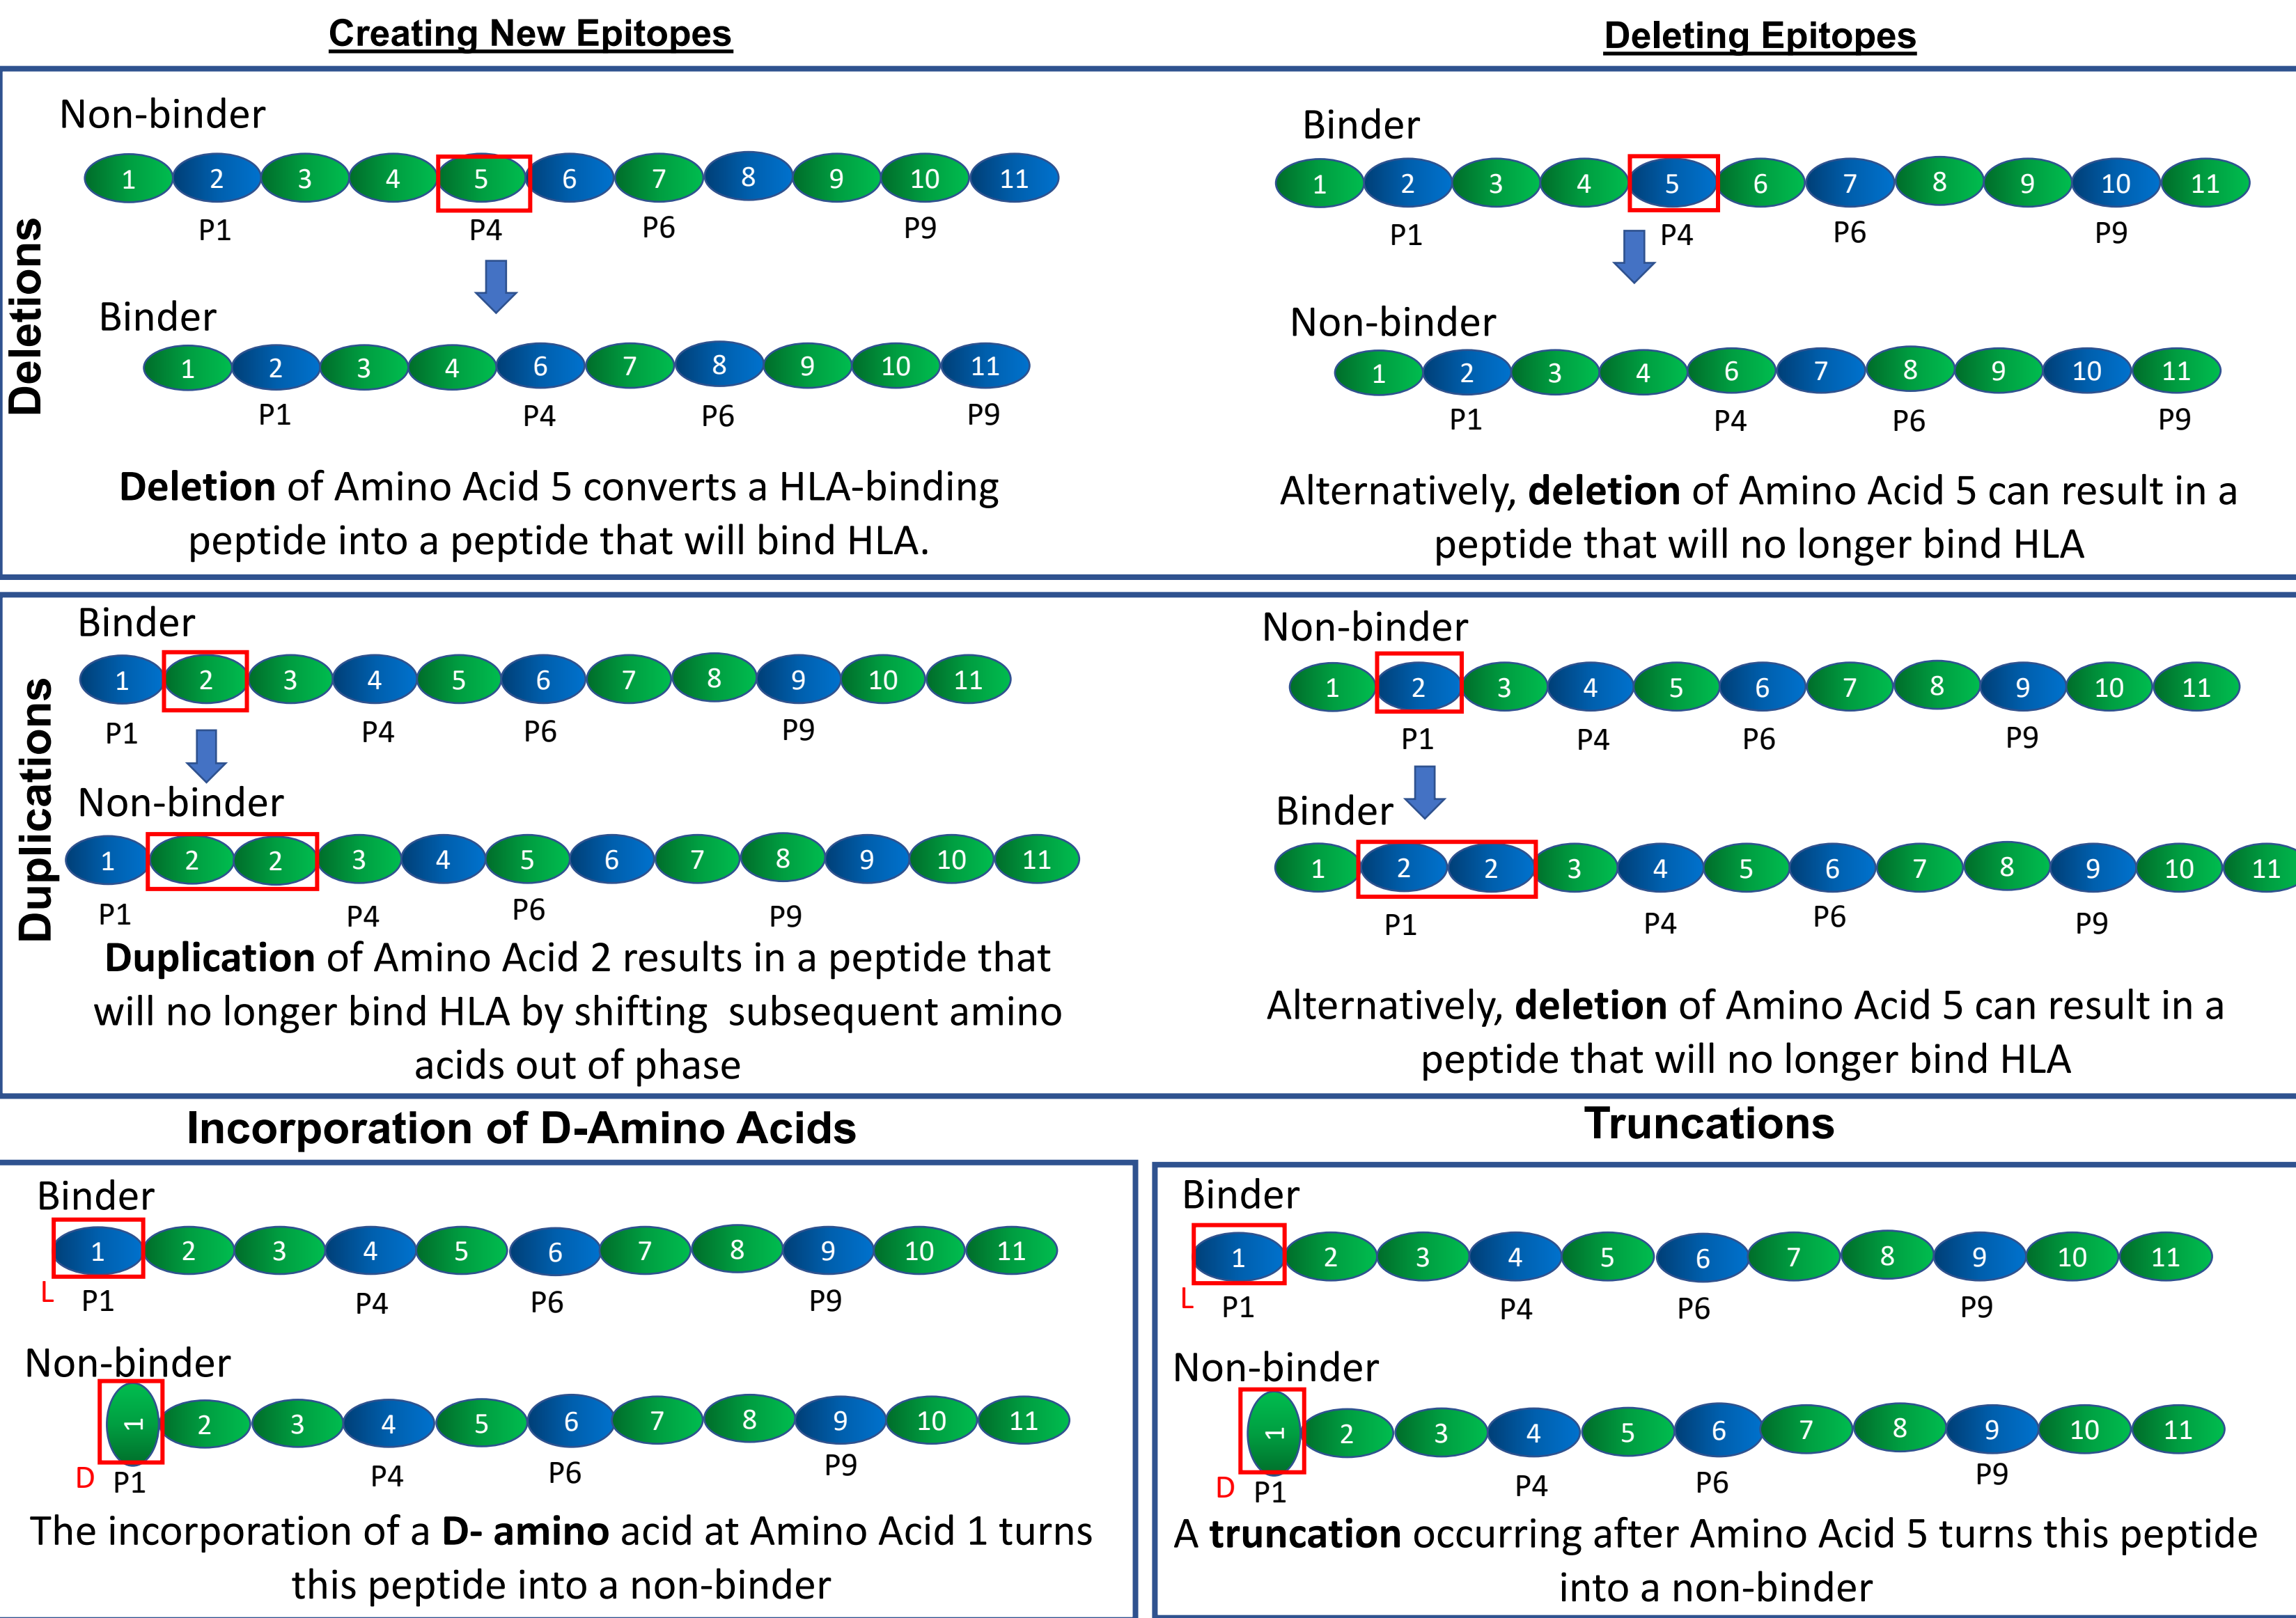 Creating New Epitopes
Deleting Epitopes
Deletions
Non-binder
1 2 3 4 5 6 7 8 9 10 11
P1 P4 P6 P9
Binder
1 2 3 4 6 7 8 9 10 11
P1 P4 P6 P9
Deletion of Amino Acid 5 converts a HLA-binding
peptide into a peptide that will bind HLA.
Binder
1 2 3 4 5 6 7 8 9 10 11
P1 P4 P6 P9
Non-binder
1 2 3 4 6 7 8 9 10 11
P1 P4 P6 P9
Alternatively, deletion of Amino Acid 5 can result in a
peptide that will no longer bind HLA
Duplications
Binder
1 2 3 4 5 6 7 8 9 10 11
P1 P4 P6 P9
Non-binder
1 2 2 3 4 5 6 7 8 9 10 11
P1 P4 P6 P9
Duplication of Amino Acid 2 results in a peptide that
will no longer bind HLA by shifting subsequent amino
acids out of phase
Non-binder
1 2 3 4 5 6 7 8 9 10 11
P1 P4 P6 P9
Binder
1 2 2 3 4 5 6 7 8 9 10 11
P1 P4 P6 P9
Alternatively, deletion of Amino Acid 5 can result in a
peptide that will no longer bind HLA
Incorporation of D-Amino Acids
Binder
1 2 3 4 5 6 7 8 9 10 11
L P1 P4 P6 P9
Non-binder
1 2 3 4 5 6 7 8 9 10 11
D P1 P4 P6 P9
The incorporation of a D- amino acid at Amino Acid 1 turns
this peptide into a non-binder
Truncations
Binder
1 2 3 4 5 6 7 8 9 10 11
L P1 P4 P6 P9
Non-binder
1 2 3 4 5 6 7 8 9 10 11
D P1 P4 P6 P9
A truncation occurring after Amino Acid 5 turns this peptide
into a non-binder